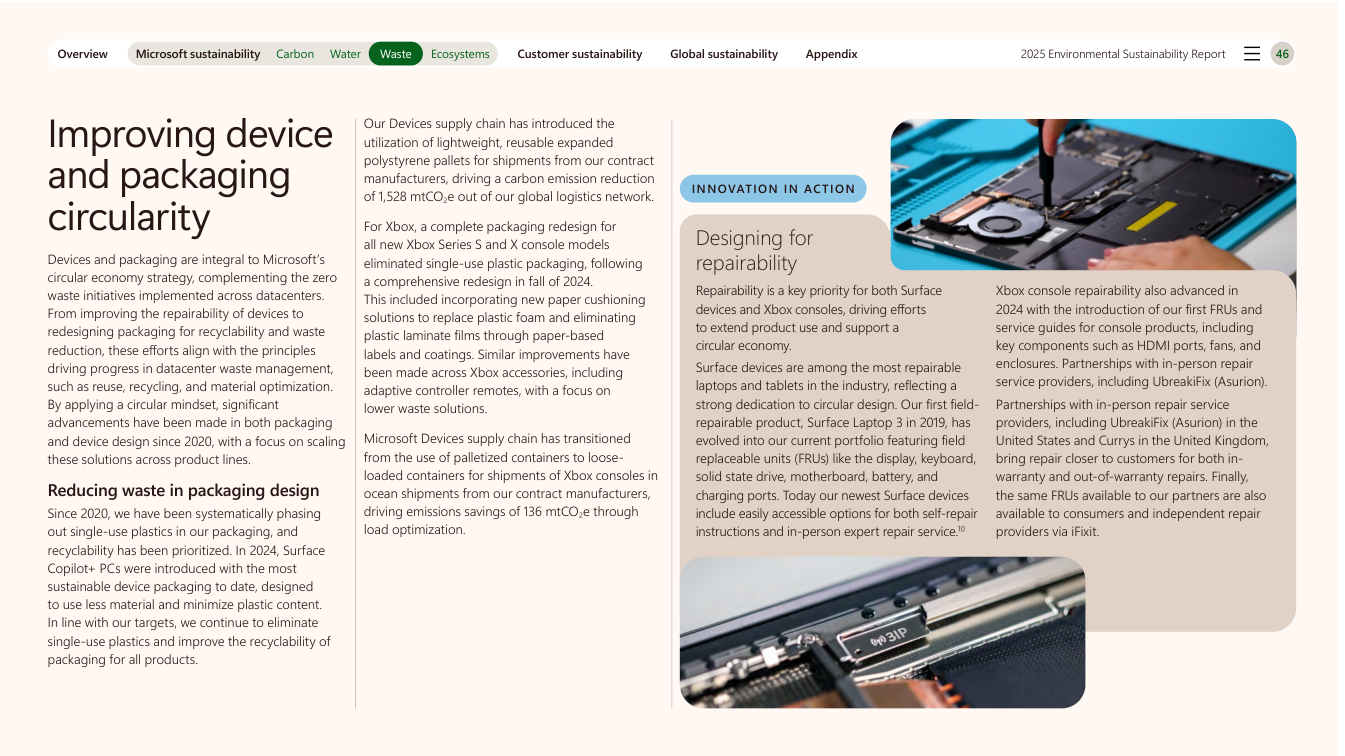 Overview Microsoft sustainability Carbon Water Waste Ecosystems Customer sustainability Global sustainability Appendix 2025 Environmental Sustainability Report 46
Improving device
and packaging
circularity
Devices and packaging are integral to Microsoft's
circular economy strategy, complementing the zero
waste initiatives implemented across datacenters.
From improving the repairability of devices to
redesigning packaging for recyclability and waste
reduction, these efforts align with the principles
driving progress in datacenter waste management,
such as reuse, recycling, and material optimization.
By applying a circular mindset, significant
advancements have been made in both packaging
and device design since 2020, with a focus on scaling
these solutions across product lines.
Reducing waste in packaging design
Since 2020, we have been systematically phasing
out single-use plastics in our packaging, and
recyclability has been prioritized. In 2024, Surface
Copilot+ PCs were introduced with the most
sustainable device packaging to date, designed
to use less material and minimize plastic content.
In line with our targets, we continue to eliminate
single-use plastics and improve the recyclability of
packaging for all products.
Our Devices supply chain has introduced the
utilization of lightweight, reusable expanded
polystyrene pallets for shipments from our contract
manufacturers, driving a carbon emission reduction
of 1,528 mtCO₂e out of our global logistics network.
For Xbox, a complete packaging redesign for
all new Xbox Series S and X console models
eliminated single-use plastic packaging, following
a comprehensive redesign in fall of 2024.
This included incorporating new paper cushioning
solutions to replace plastic foam and eliminating
plastic laminate films through paper-based
labels and coatings. Similar improvements have
been made across Xbox accessories, including
adaptive controller remotes, with a focus on
lower waste solutions.
Microsoft Devices supply chain has transitioned
from the use of palletized containers to loose-
loaded containers for shipments of Xbox consoles in
ocean shipments from our contract manufacturers,
driving emissions savings of 136 mtCO₂e through
load optimization.
INNOVATION IN ACTION
Designing for
repairability
Repairability is a key priority for both Surface
devices and Xbox consoles, driving efforts
to extend product use and support a
circular economy.
Surface devices are among the most repairable
laptops and tablets in the industry, reflecting a
strong dedication to circular design. Our first field-
repairable product, Surface Laptop 3 in 2019, has
evolved into our current portfolio featuring field
replaceable units (FRUs) like the display, keyboard,
solid state drive, motherboard, battery, and
charging ports. Today our newest Surface devices
include easily accessible options for both self-repair
instructions and in-person expert repair service.¹⁰
Xbox console repairability also advanced in
2024 with the introduction of our first FRUs and
service guides for console products, including
key components such as HDMI ports, fans, and
enclosures. Partnerships with in-person repair
service providers, including UbreakiFix (Asurion).
Partnerships with in-person repair service
providers, including UbreakiFix (Asurion) in the
United States and Currys in the United Kingdom,
bring repair closer to customers for both in-
warranty and out-of-warranty repairs. Finally,
the same FRUs available to our partners are also
available to consumers and independent repair
providers via iFixit.
3IP